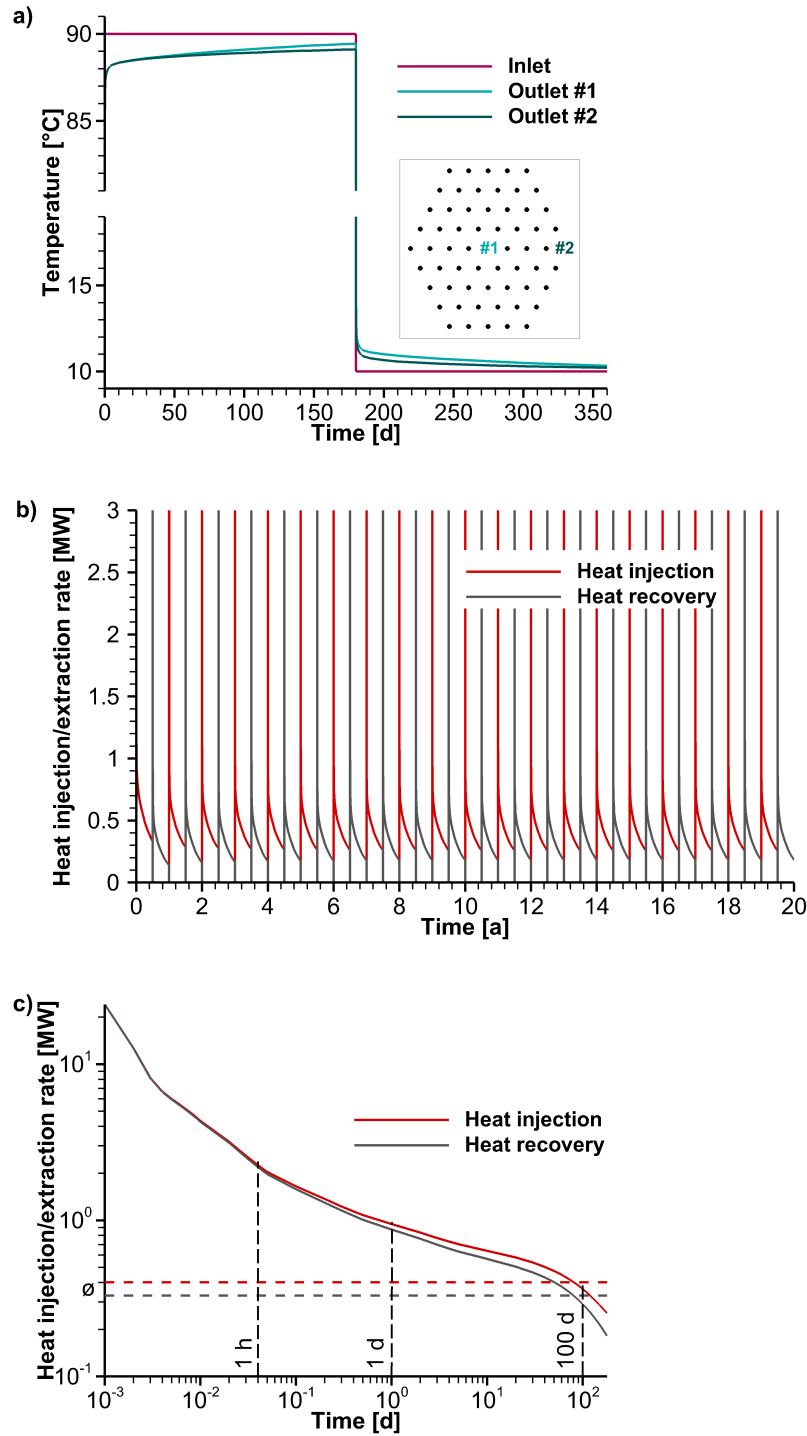 a)
Temperature [°C]
90
85
15
10
Inlet
Outlet #1
Outlet #2
#1 #2
0 50 100 150 200 250 300 350
Time [d]
b)
Heat injection/extraction rate [MW]
3
2.5
2
1.5
1
0.5
0
Heat injection
Heat recovery
0 2 4 6 8 10 12 14 16 18 20
Time [a]
c)
Heat injection/extraction rate [MW]
10¹
10⁰
ø
10⁻¹
Heat injection
Heat recovery
1 h
1 d
100 d
10⁻³ 10⁻² 10⁻¹ 10⁰ 10¹ 10²
Time [d]